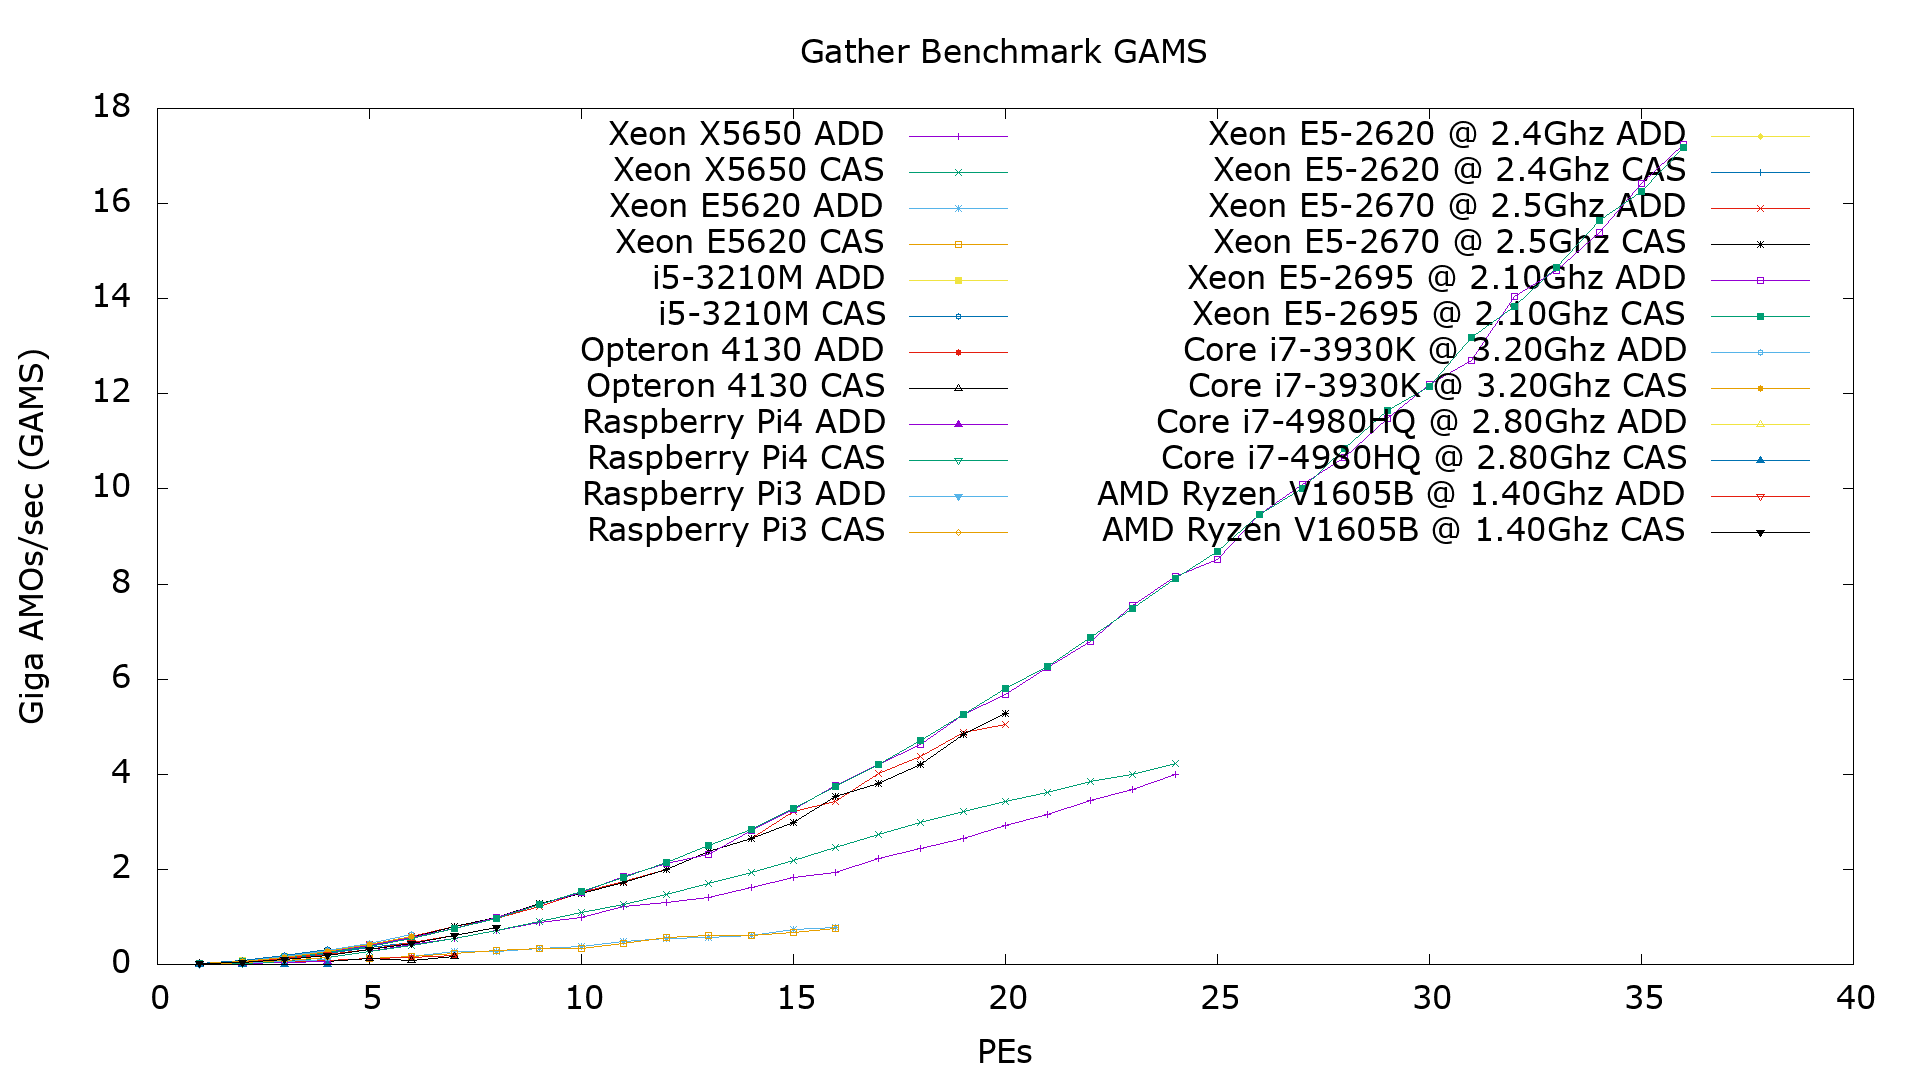 Gather Benchmark GAMS
Giga AMOs/sec (GAMS)
18
16
14
12
10
8
6
4
2
0
Xeon X5650 ADD
Xeon X5650 CAS
Xeon E5620 ADD
Xeon E5620 CAS
i5-3210M ADD
i5-3210M CAS
Opteron 4130 ADD
Opteron 4130 CAS
Raspberry Pi4 ADD
Raspberry Pi4 CAS
Raspberry Pi3 ADD
Raspberry Pi3 CAS
Xeon E5-2620 @ 2.4Ghz ADD
Xeon E5-2620 @ 2.4Ghz CAS
Xeon E5-2670 @ 2.5Ghz ADD
Xeon E5-2670 @ 2.5Ghz CAS
Xeon E5-2695 @ 2.10Ghz ADD
Xeon E5-2695 @ 2.10Ghz CAS
Core i7-3930K @ 3.20Ghz ADD
Core i7-3930K @ 3.20Ghz CAS
Core i7-4980HQ @ 2.80Ghz ADD
Core i7-4980HQ @ 2.80Ghz CAS
AMD Ryzen V1605B @ 1.40Ghz ADD
AMD Ryzen V1605B @ 1.40Ghz CAS
0 5 10 15 20 25 30 35 40
PEs